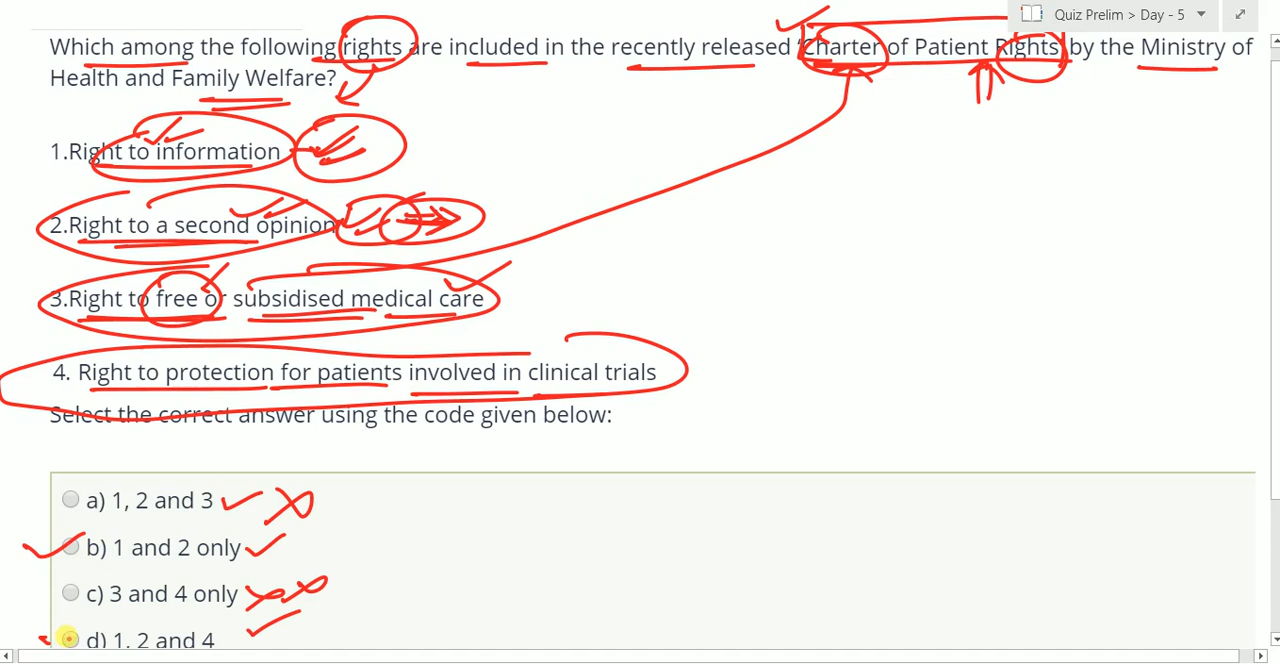 Quiz Prelim > Day - 5
Which among the following rights are included in the recently released 'Charter of Patient Rights' by the Ministry of
Health and Family Welfare?
1.Right to information
2.Right to a second opinion
3.Right to free or subsidised medical care
4. Right to protection for patients involved in clinical trials
Select the correct answer using the code given below:
a) 1, 2 and 3
b) 1 and 2 only
c) 3 and 4 only
d) 1, 2 and 4